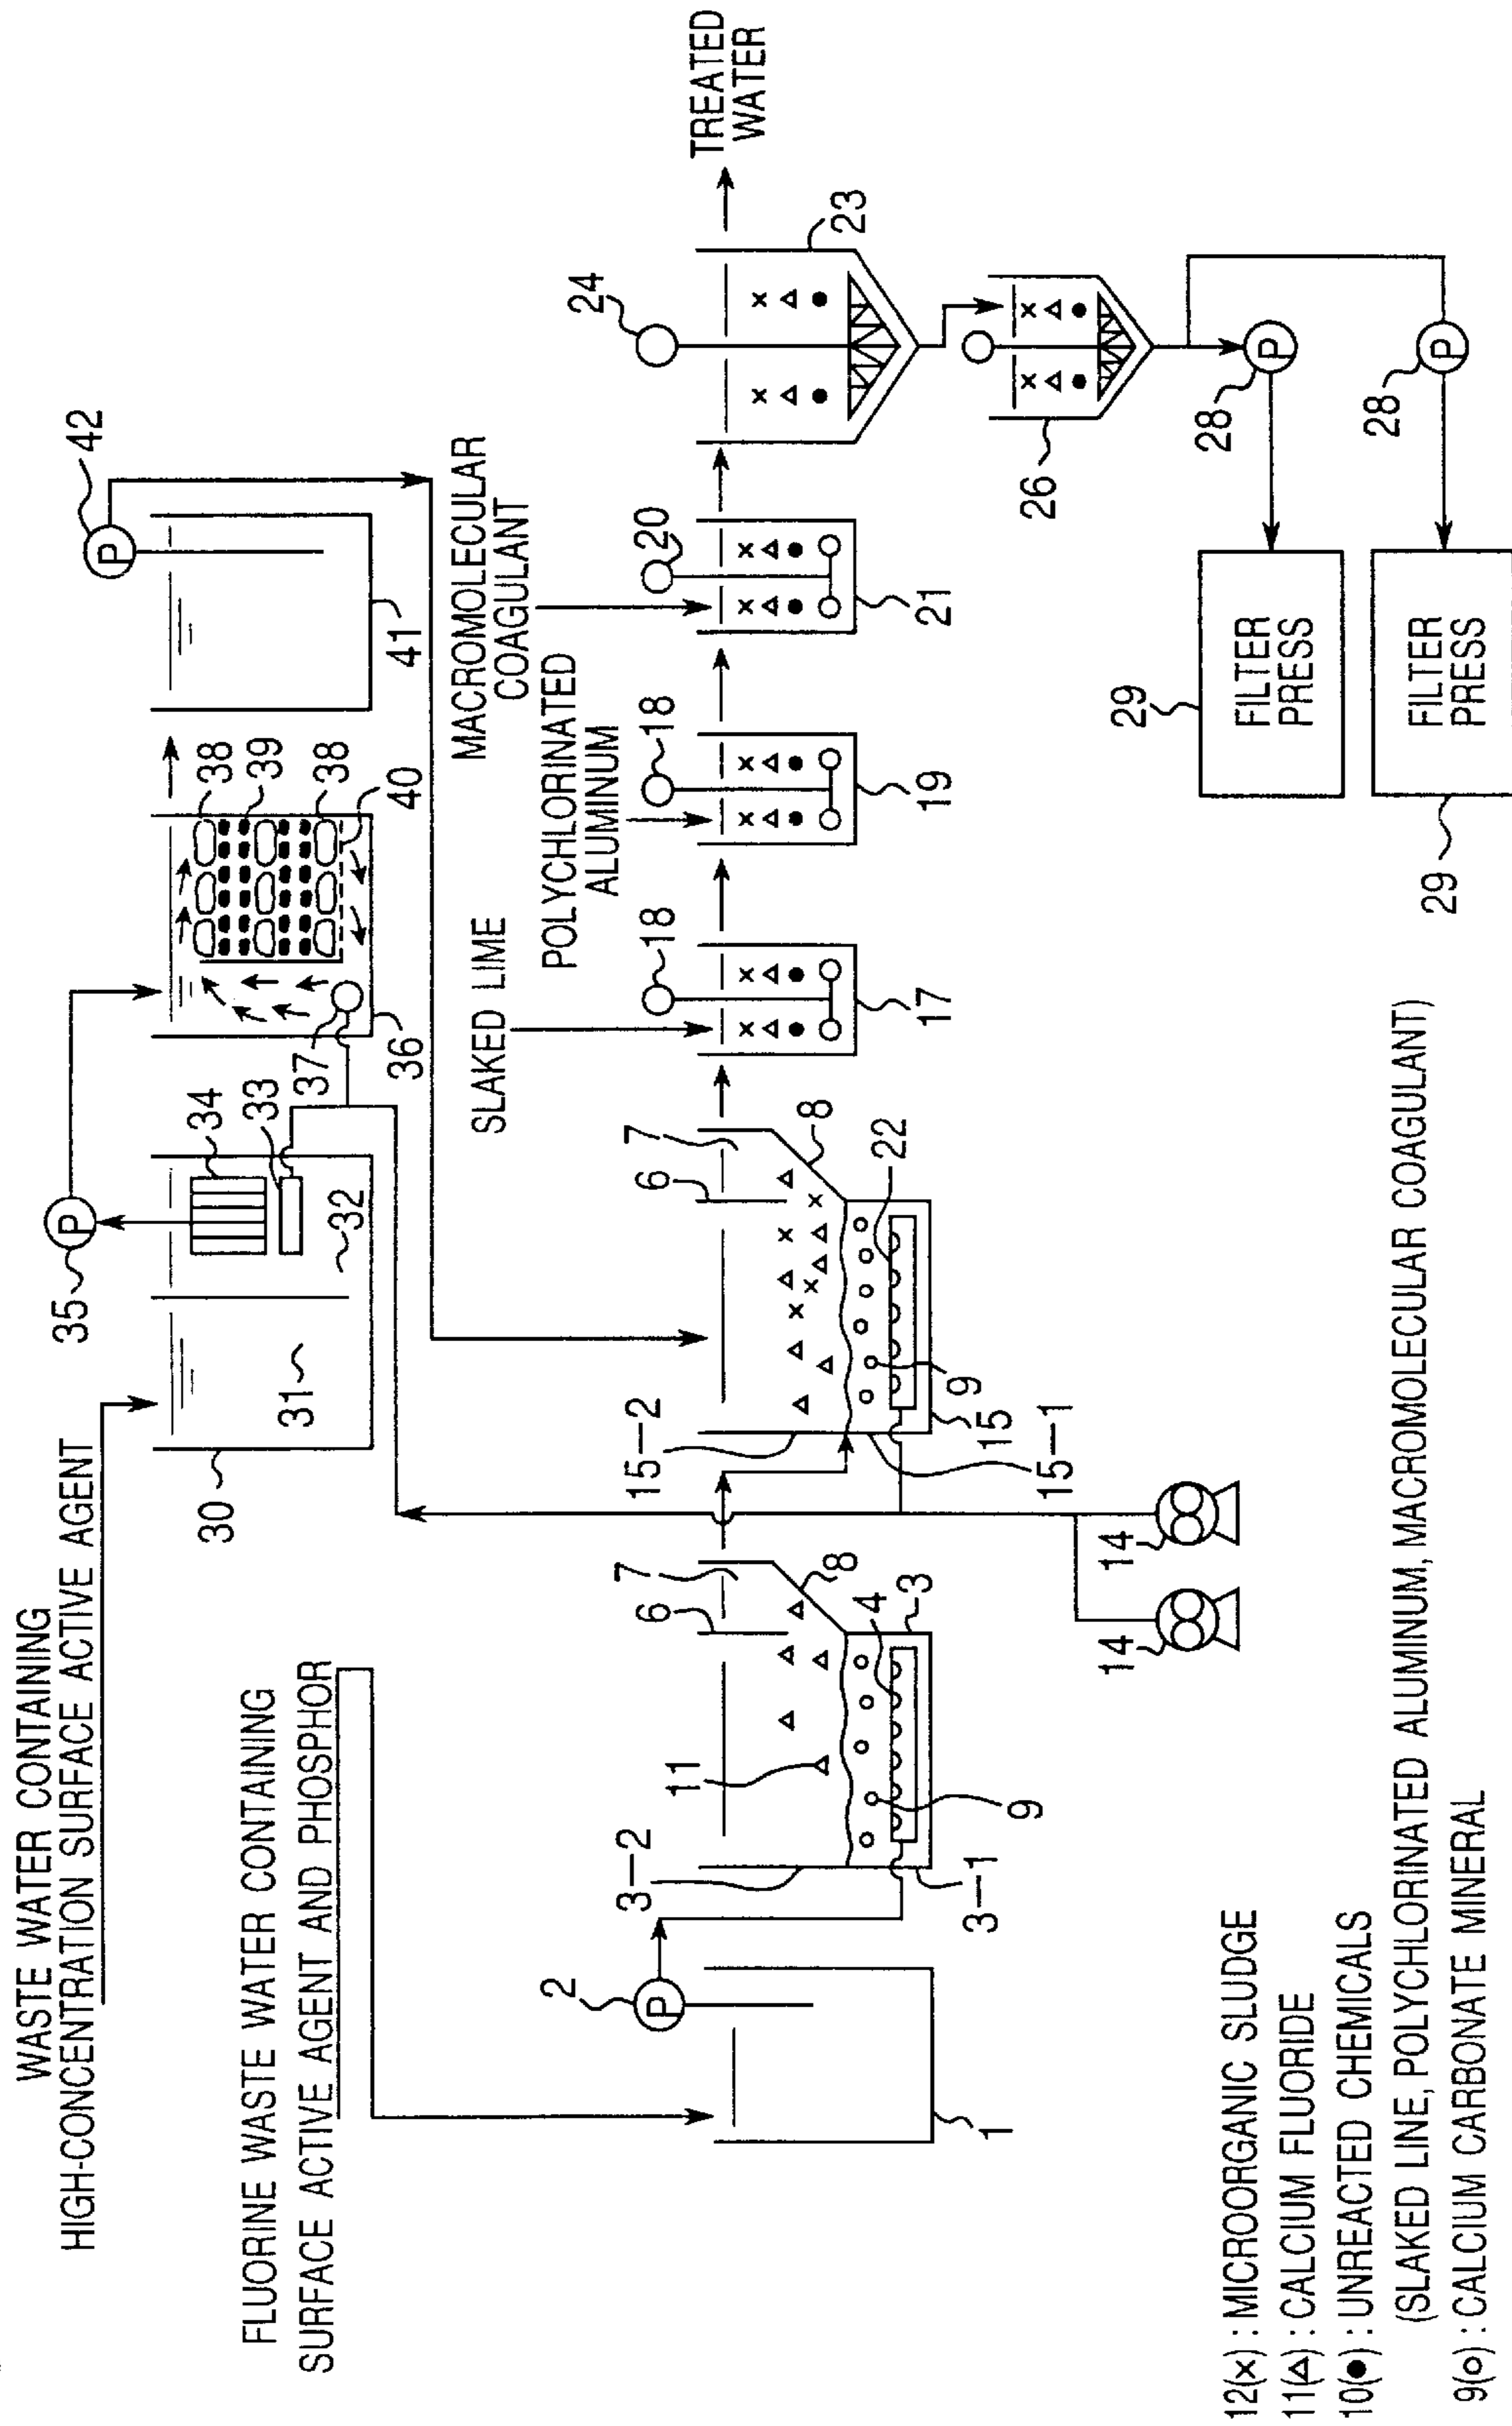 WASTE WATER CONTAINING
HIGH-CONCENTRATION SURFACE ACTIVE AGENT
FLUORINE WASTE WATER CONTAINING
SURFACE ACTIVE AGENT AND PHOSPHOR
30
31
32
33
34
35
P
36
37
38
39
38
40
41
42
P
1
2
P
3-2
3-1
3
4
6
7
8
9
11
14
14
15-2
15-1
15
6
7
8
9
22
SLAKED LIME
18
17
POLYCHLORINATED
ALUMINUM
18
19
MACROMOLECULAR
COAGULANT
20
21
24
23
TREATED
WATER
26
28
P
28
P
29
FILTER
PRESS
29
FILTER
PRESS
12(×) : MICROORGANIC SLUDGE
11(△) : CALCIUM FLUORIDE
10(●) : UNREACTED CHEMICALS
(SLAKED LINE, POLYCHLORINATED ALUMINUM, MACROMOLECULAR COAGULANT)
9(○) : CALCIUM CARBONATE MINERAL